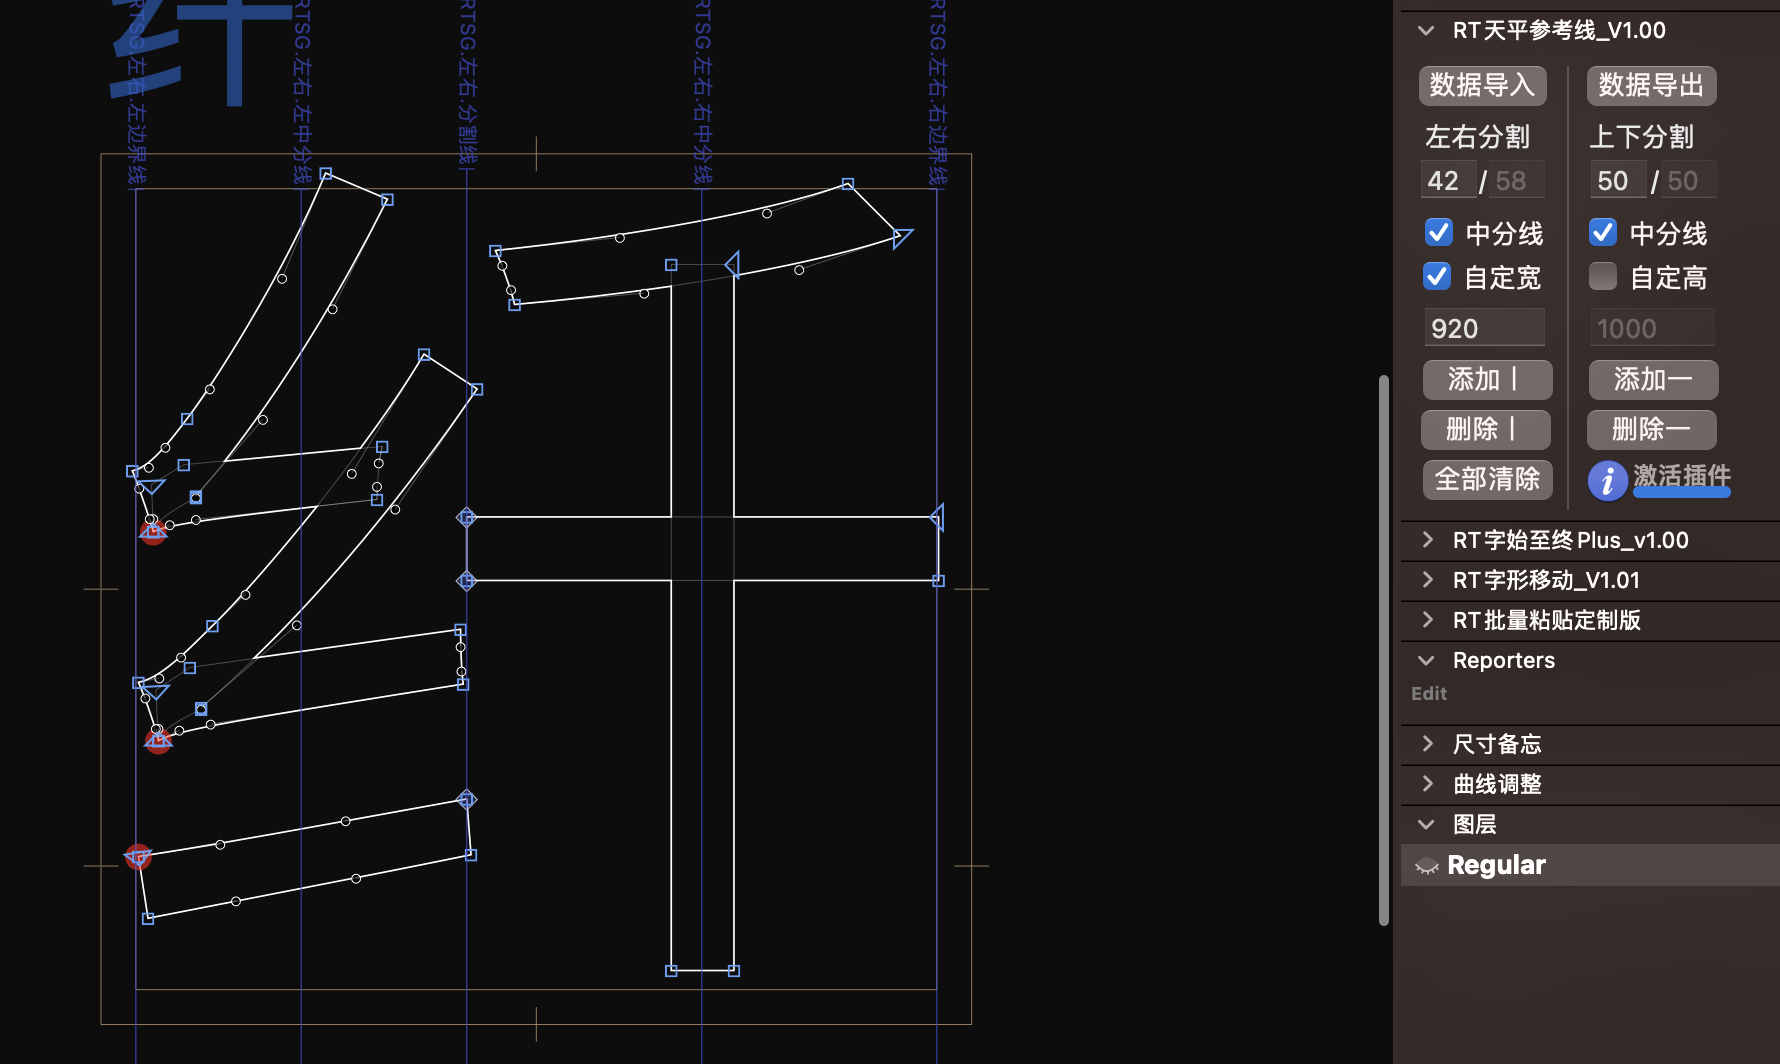 纤
RTSG.左右.左边界线
RTSG.左右.左中分线
RTSG.左右.分割线
RTSG.左右.右中分线
RTSG.左右.右边界线
RT天平参考线_V1.00
数据导入 数据导出
左右分割 上下分割
42 / 58 50 / 50
中分线 中分线
自定宽 自定高
920 1000
添加丨 添加一
删除丨 删除一
全部清除 激活插件
RT字始至终Plus_v1.00
RT字形移动_V1.01
RT批量粘贴定制版
Reporters
Edit
尺寸备忘
曲线调整
图层
Regular